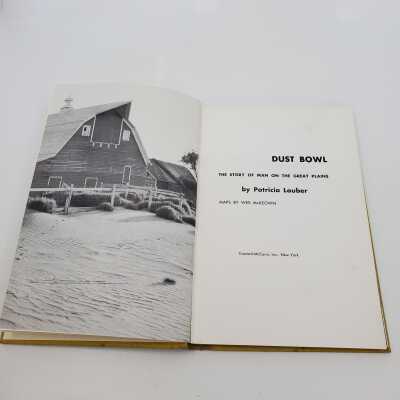 DUST BOWL
THE STORY OF MAN ON THE GREAT PLAINS
by Patricia Lauber
MAPS BY WES McKEOWN
Coward-McCann, Inc. New York